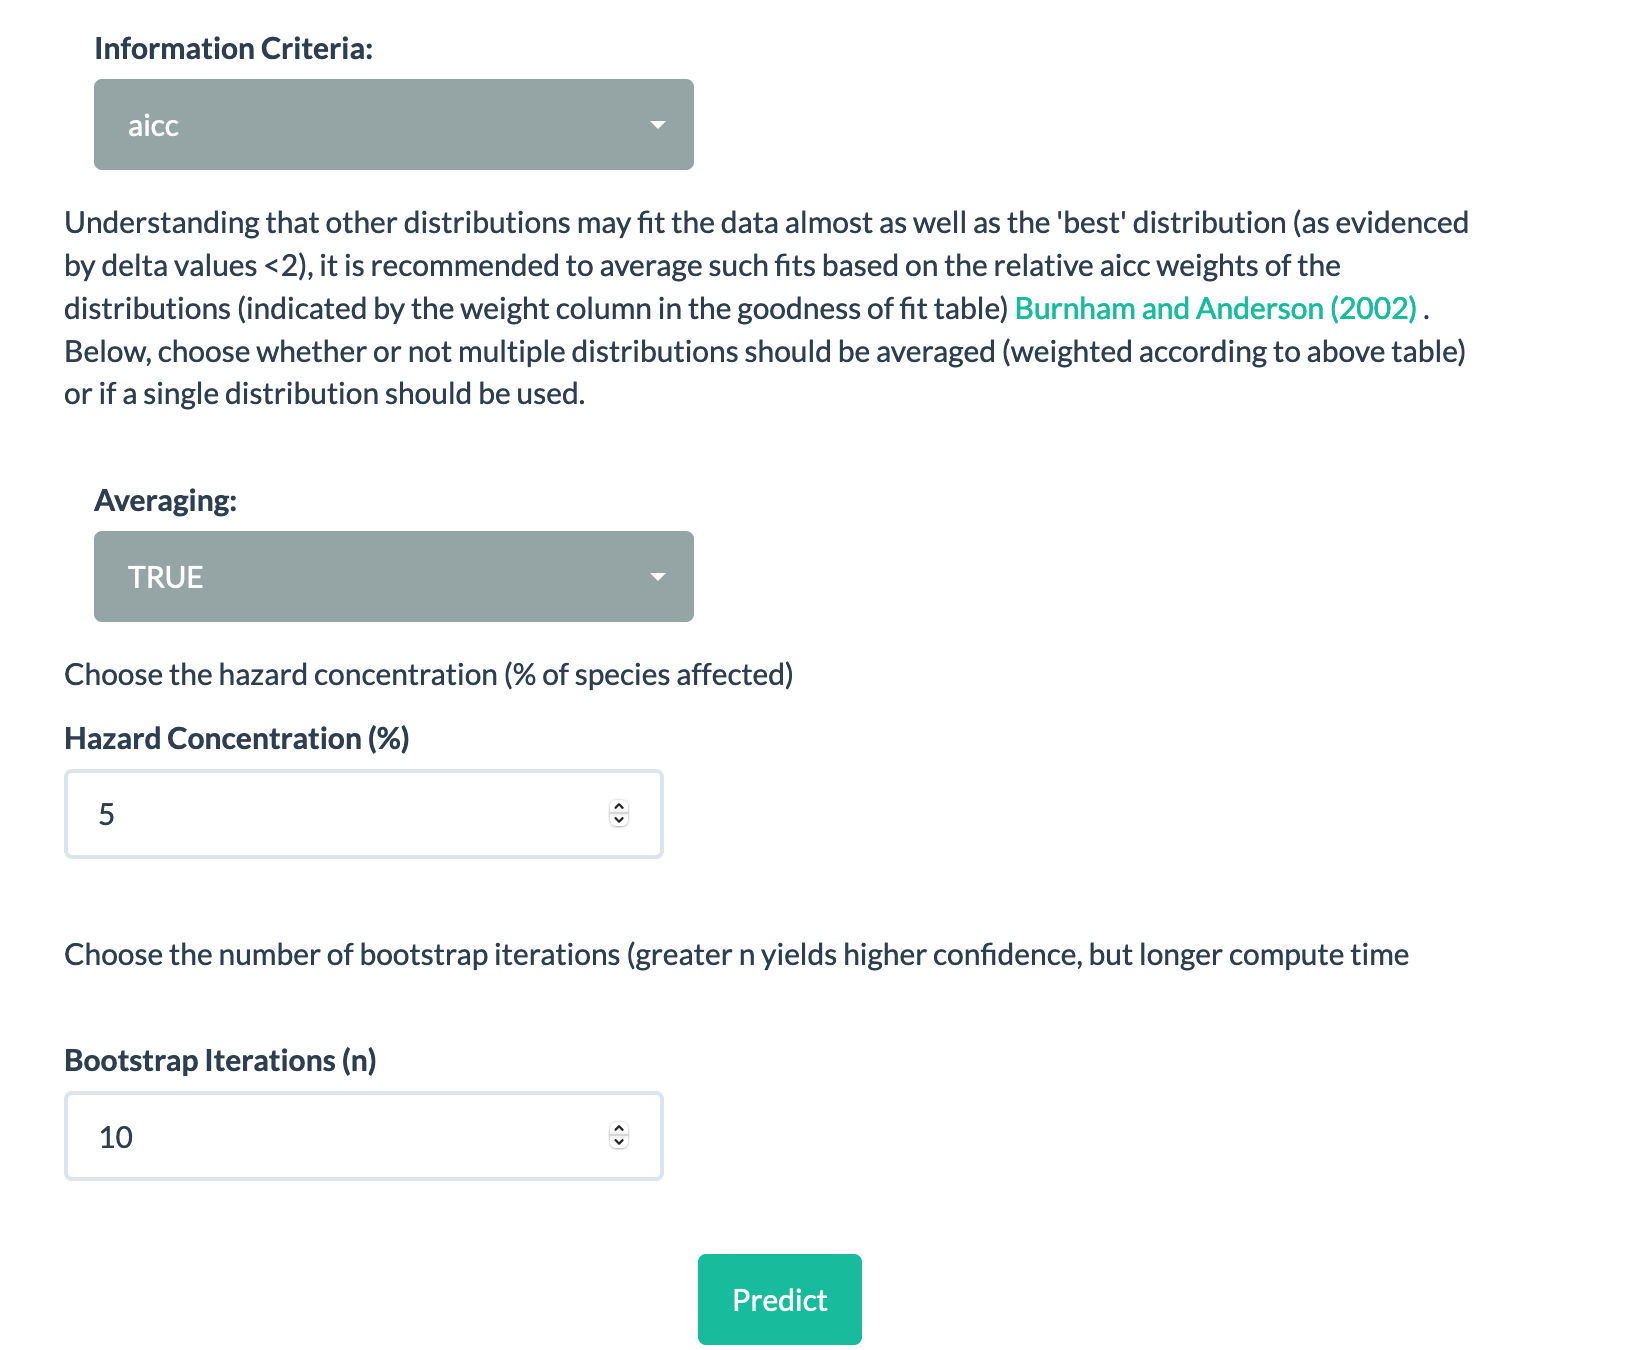 Information Criteria:
aicc
Understanding that other distributions may fit the data almost as well as the 'best' distribution (as evidenced
by delta values <2), it is recommended to average such fits based on the relative aicc weights of the
distributions (indicated by the weight column in the goodness of fit table) Burnham and Anderson (2002) .
Below, choose whether or not multiple distributions should be averaged (weighted according to above table)
or if a single distribution should be used.
Averaging:
TRUE
Choose the hazard concentration (% of species affected)
Hazard Concentration (%)
5
Choose the number of bootstrap iterations (greater n yields higher confidence, but longer compute time
Bootstrap Iterations (n)
10
Predict